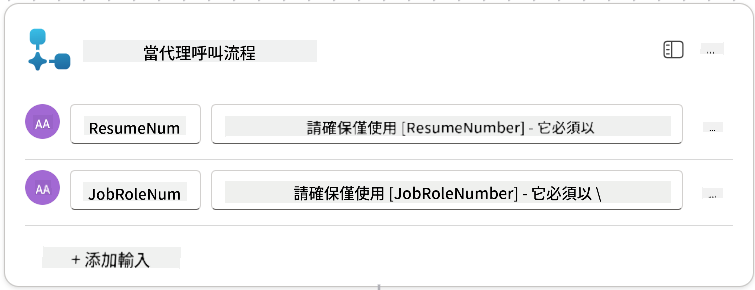 當代理呼叫流程
...
AA
ResumeNum
請確保僅使用 [ResumeNumber] - 它必須以
...
AA
JobRoleNum
請確保僅使用 [JobRoleNumber] - 它必須以 \
...
+ 添加輸入